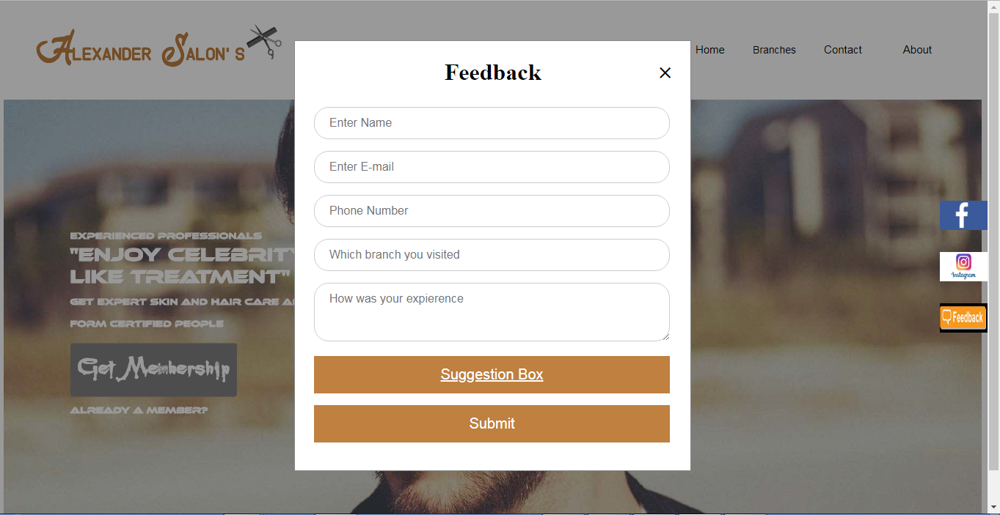 Alexander Salon's
Home
Branches
Contact
About
Feedback
Enter Name
Enter E-mail
Phone Number
Which branch you visited
How was your expierence
Suggestion Box
Submit
EXPERIENCED PROFESSIONALS
"ENJOY CELEBRITY
LIKE TREATMENT"
GET EXPERT SKIN AND HAIR CARE
FORM CERTIFIED PEOPLE
Get Membership
ALREADY A MEMBER?
Instagram
Feedback